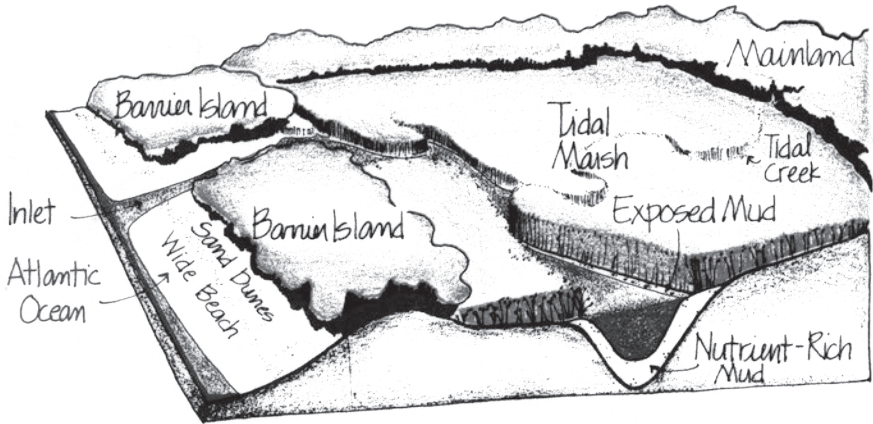 Mainland
Barrier Island
Tidal
Marsh
Tidal
Creek
Inlet
Barrier Island
Exposed Mud
Sand Dunes
Wide Beach
Atlantic
Ocean
Nutrient-Rich
Mud